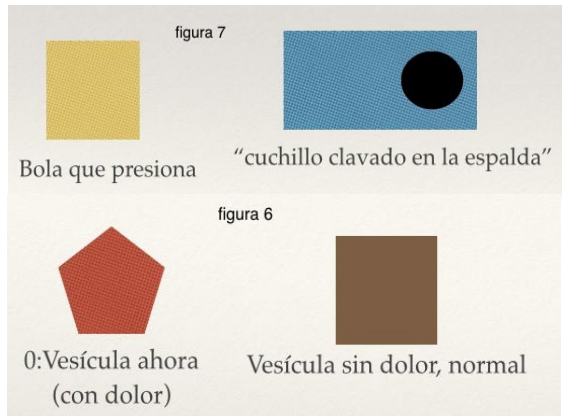 figura 7
Bola que presiona
“cuchillo clavado en la espalda”
figura 6
0:Vesícula ahora
(con dolor)
Vesícula sin dolor, normal